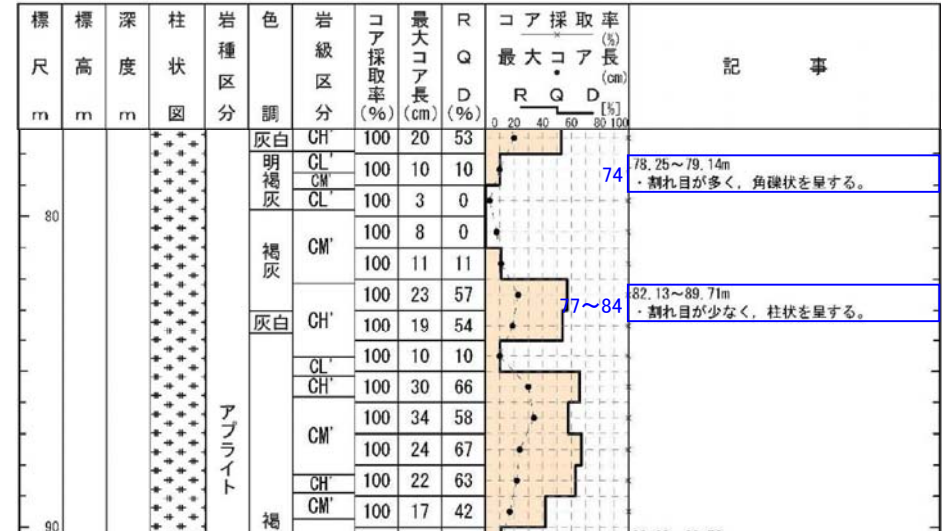 標尺m 標高m 深度m 柱状図 岩種区分 色調 岩級区分 コア採取率(%) 最大コア長(cm) RQD(%) コア採取率(%) 記事
最大コア長(cm)
RQD[%]
0 20 40 60 80 100
灰白 CH' 100 20 53
明褐灰 CL' 100 10 10 74 78.25～79.14m
CM' ・割れ目が多く，角礫状を呈する。
CL' 100 3 0
80
褐灰 CM' 100 8 0
100 11 11
100 23 57 77～84 82.13～89.71m
・割れ目が少なく，柱状を呈する。
灰白 CH' 100 19 54
100 10 10
CL'
CH' 100 30 66
アプライト CM' 100 34 58
100 24 67
CH' 100 22 63
褐 CM' 100 17 42
90